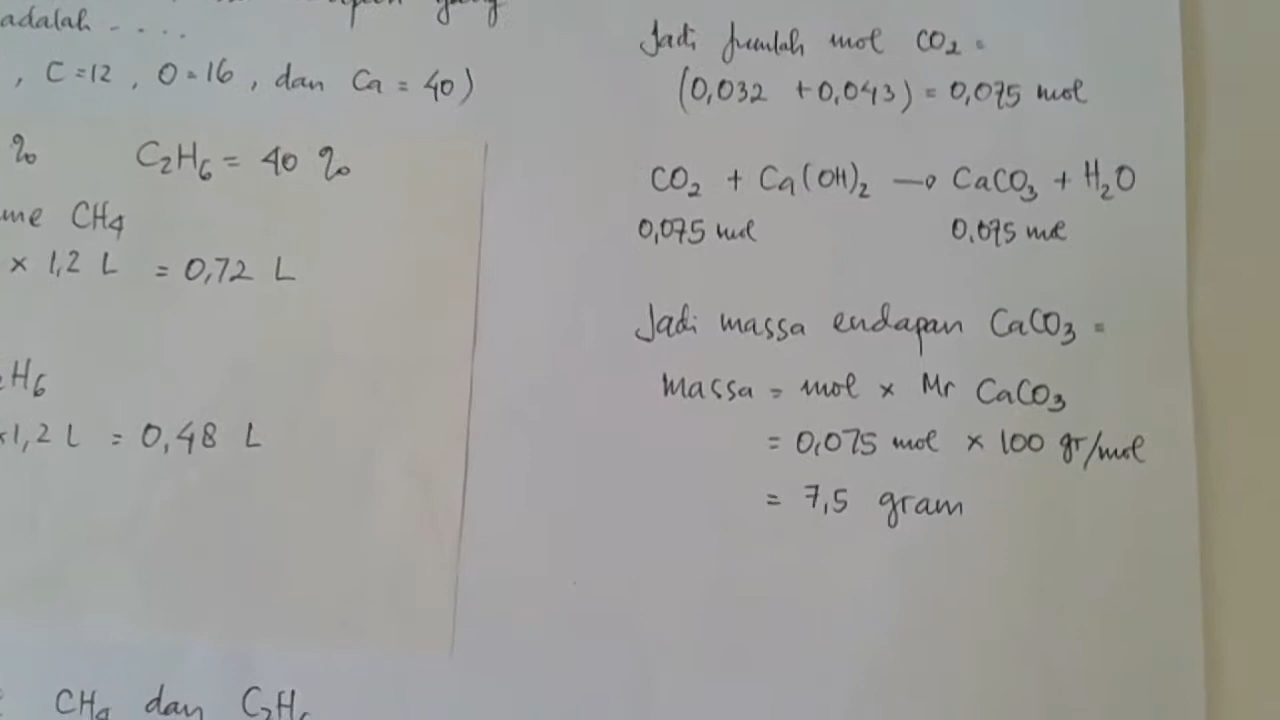 adalah ....
, C = 12 , O = 16 , dan Ca = 40)
% C₂H₆ = 40 %
me CH₄
× 1,2 L = 0,72 L
H₆
×1,2 L = 0,48 L
CH₄ dan C₂H₆
Jadi Jumlah mol CO₂ =
(0,032 + 0,043) = 0,075 mol
CO₂ + Ca(OH)₂ → CaCO₃ + H₂O
0,075 mol 0,075 mol
Jadi massa endapan CaCO₃ =
massa = mol × Mr CaCO₃
= 0,075 mol × 100 gr/mol
= 7,5 gram